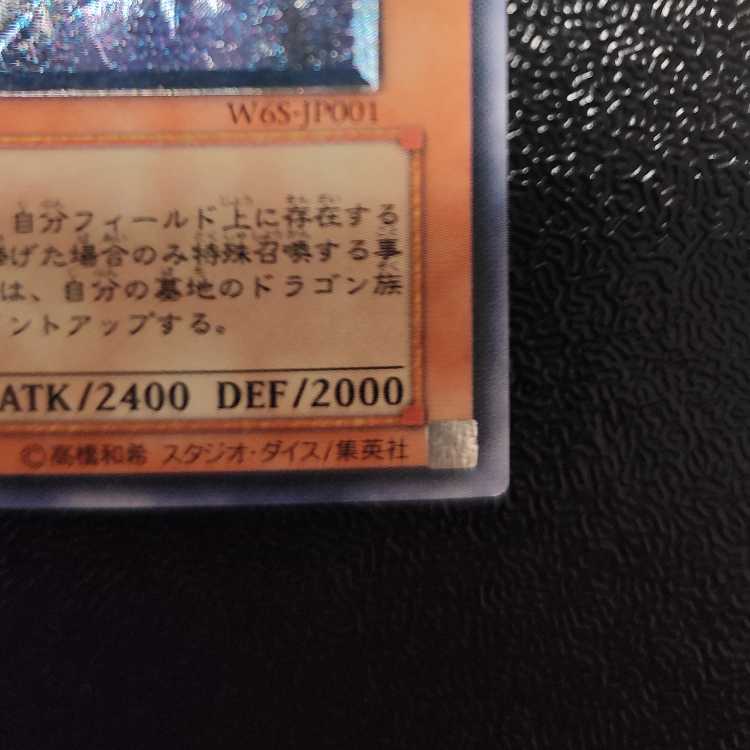 W6S-JP001
自分フィールド上に存在する
げた場合のみ特殊召喚する事
は、自分の墓地のドラゴン族
ントアップする。
ATK/2400 DEF/2000
©高橋和希 スタジオ・ダイス/集英社